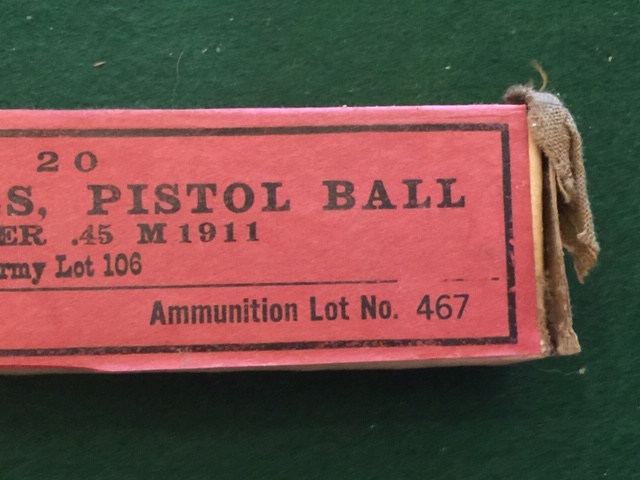 20
S, PISTOL BALL
ER .45 M1911
rmy Lot 106
Ammunition Lot No. 467